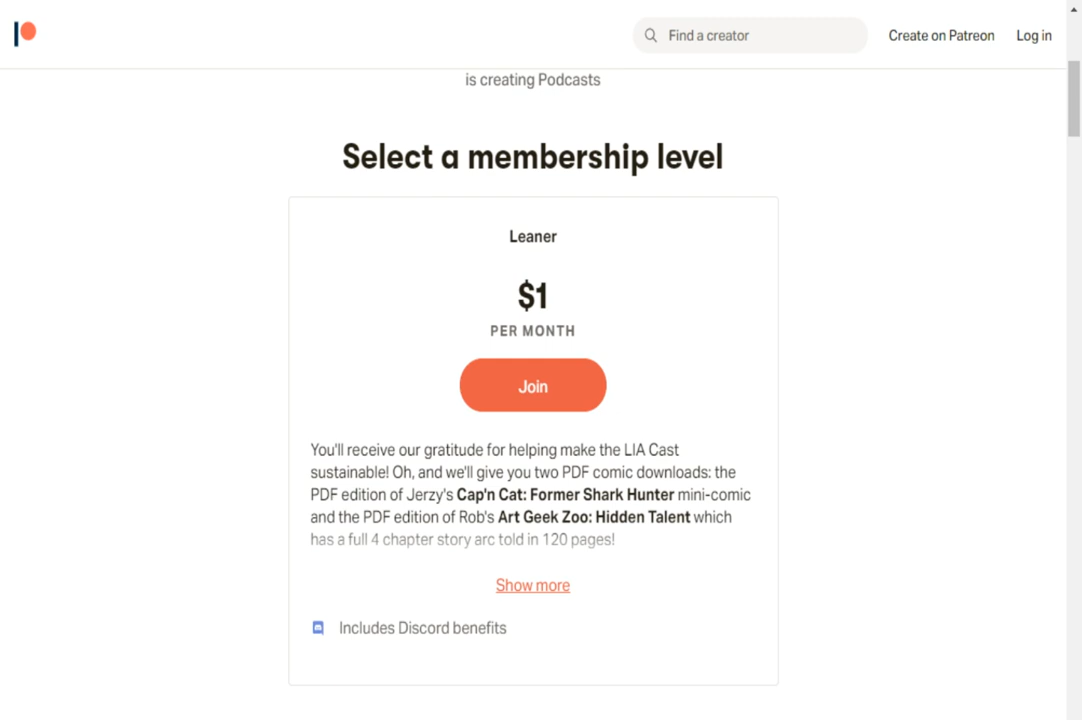 Find a creator
Create on Patreon
Log in
is creating Podcasts
Select a membership level
Leaner
$1
PER MONTH
Join
You'll receive our gratitude for helping make the LIA Cast
sustainable! Oh, and we'll give you two PDF comic downloads: the
PDF edition of Jerzy's Cap'n Cat: Former Shark Hunter mini-comic
and the PDF edition of Rob's Art Geek Zoo: Hidden Talent which
has a full 4 chapter story arc told in 120 pages!
Show more
Includes Discord benefits